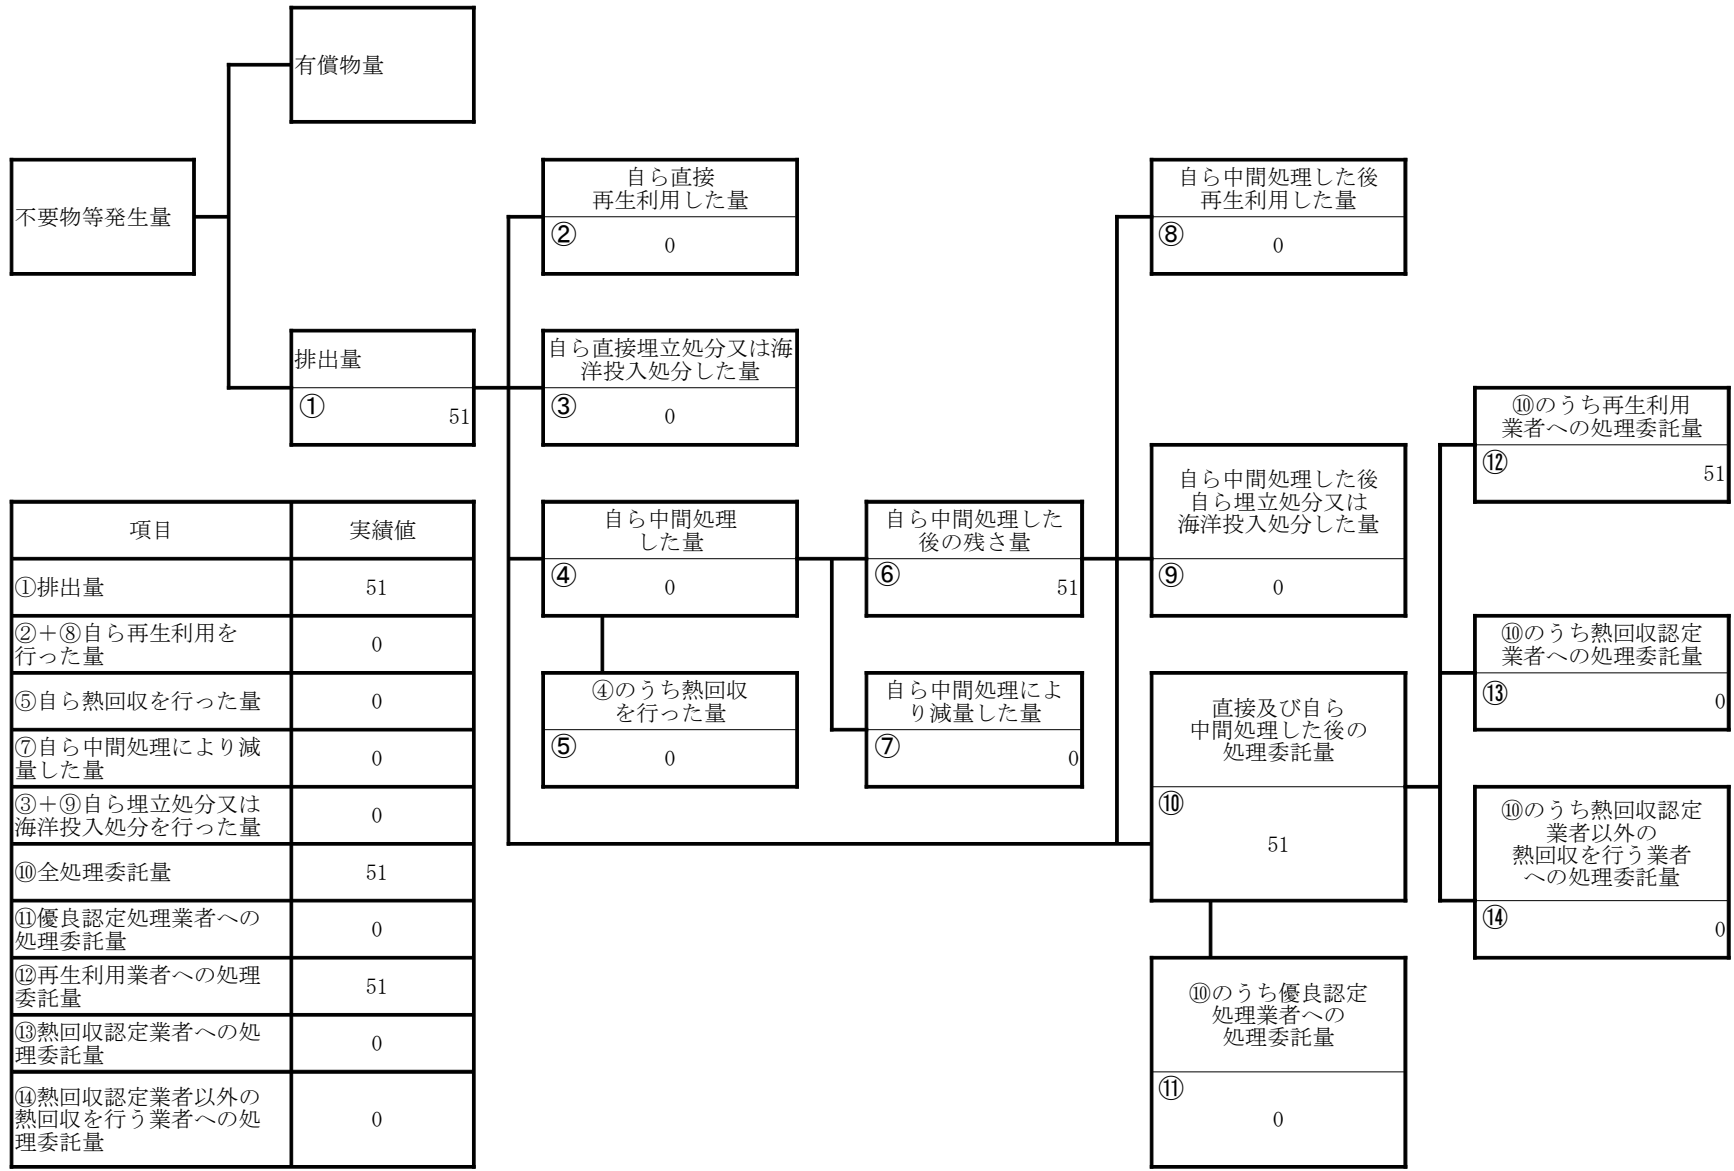 有償物量
不要物等発生量
自ら直接
再生利用した量
②
0
自ら中間処理した後
再生利用した量
⑧
0
排出量
①
51
自ら直接埋立処分又は海
洋投入処分した量
③
0
⑩のうち再生利用
業者への処理委託量
⑫
51
自ら中間処理
した量
④
0
自ら中間処理した
後の残さ量
⑥
51
自ら中間処理した後
自ら埋立処分又は
海洋投入処分した量
⑨
0
⑩のうち熱回収認定
業者への処理委託量
⑬
0
④のうち熱回収
を行った量
⑤
0
自ら中間処理によ
り減量した量
⑦
0
直接及び自ら
中間処理した後の
処理委託量
⑩
51
⑩のうち熱回収認定
業者以外の
熱回収を行う業者
への処理委託量
⑭
0
⑩のうち優良認定
処理業者への
処理委託量
⑪
0
項目 実績値
①排出量 51
②＋⑧自ら再生利用を
行った量 0
⑤自ら熱回収を行った量 0
⑦自ら中間処理により減
量した量 0
③＋⑨自ら埋立処分又は
海洋投入処分を行った量 0
⑩全処理委託量 51
⑪優良認定処理業者への
処理委託量 0
⑫再生利用業者への処理
委託量 51
⑬熱回収認定業者への処
理委託量 0
⑭熱回収認定業者以外の
熱回収を行う業者への処 0
理委託量